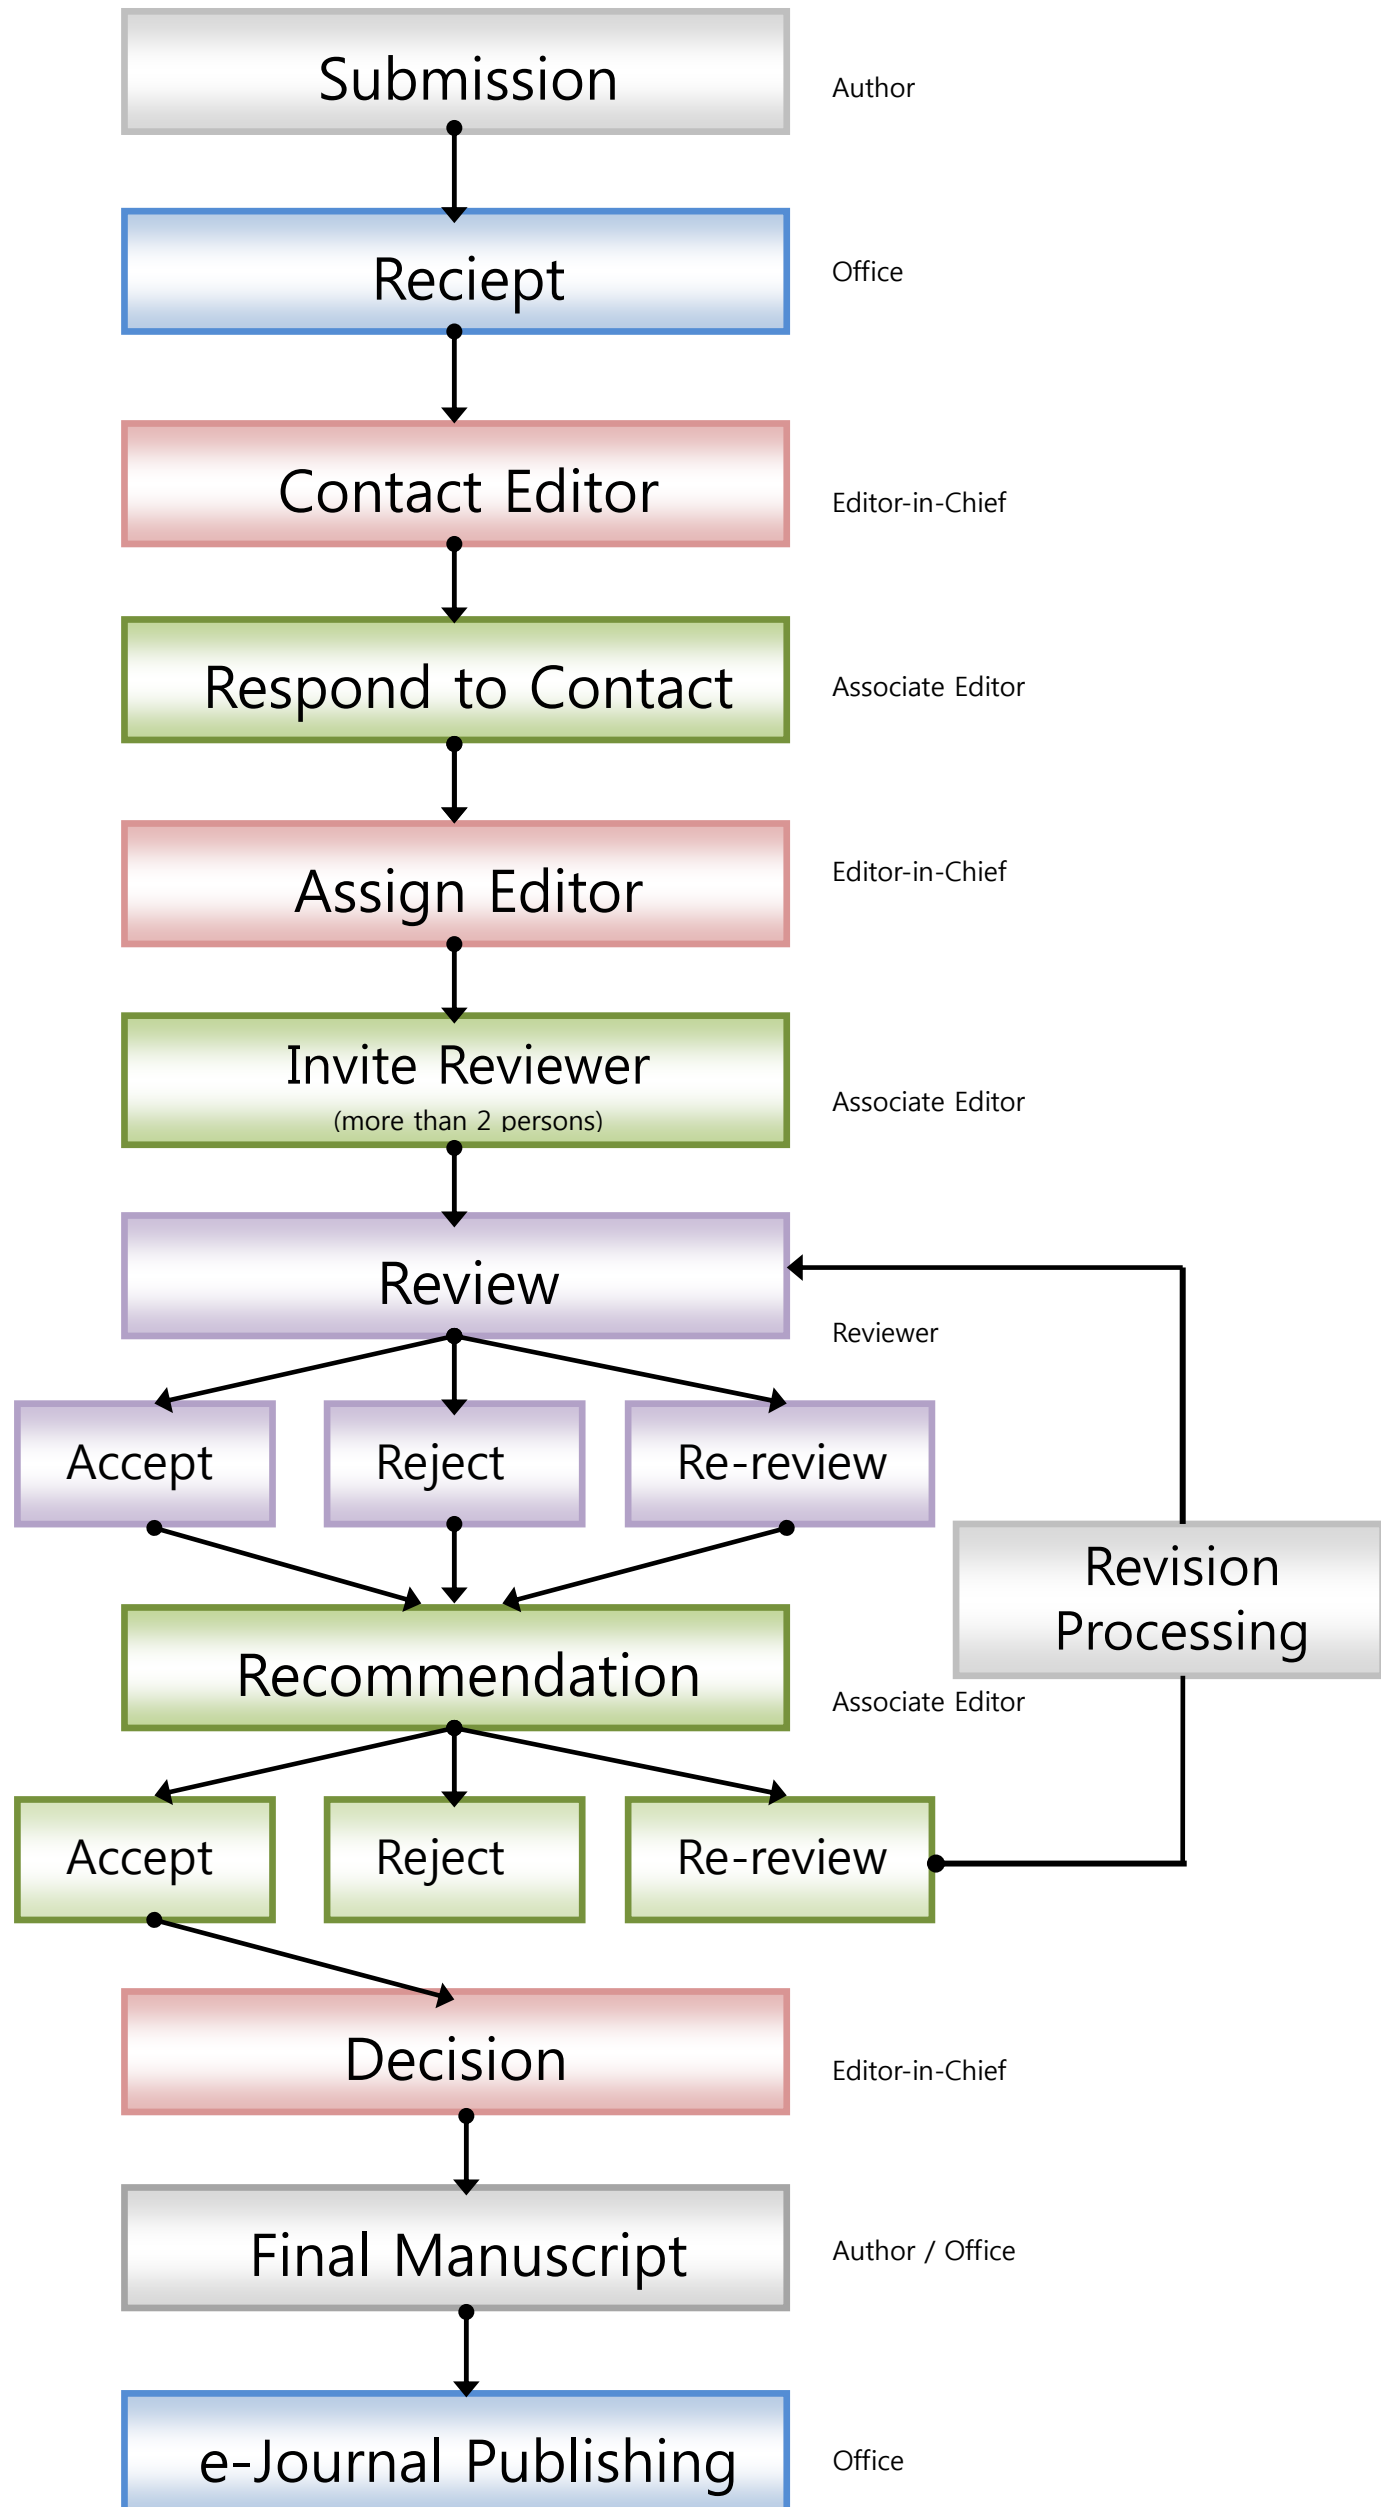 Submission
Author
Reciept
Office
Contact Editor
Editor-in-Chief
Respond to Contact
Associate Editor
Assign Editor
Editor-in-Chief
Invite Reviewer
(more than 2 persons)
Associate Editor
Review
Reviewer
Accept
Reject
Re-review
Revision
Processing
Recommendation
Associate Editor
Accept
Reject
Re-review
Decision
Editor-in-Chief
Final Manuscript
Author / Office
e-Journal Publishing
Office